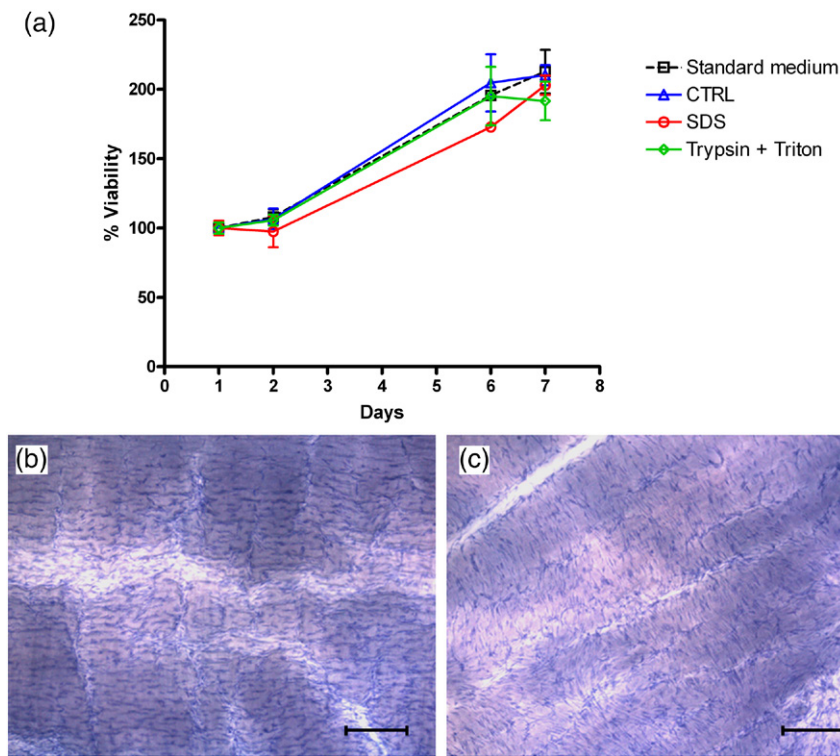 (a)
250
200
150
100
50
0
% Viability
0 1 2 3 4 5 6 7 8
Days
Standard medium
CTRL
SDS
Trypsin + Triton
(b)
(c)